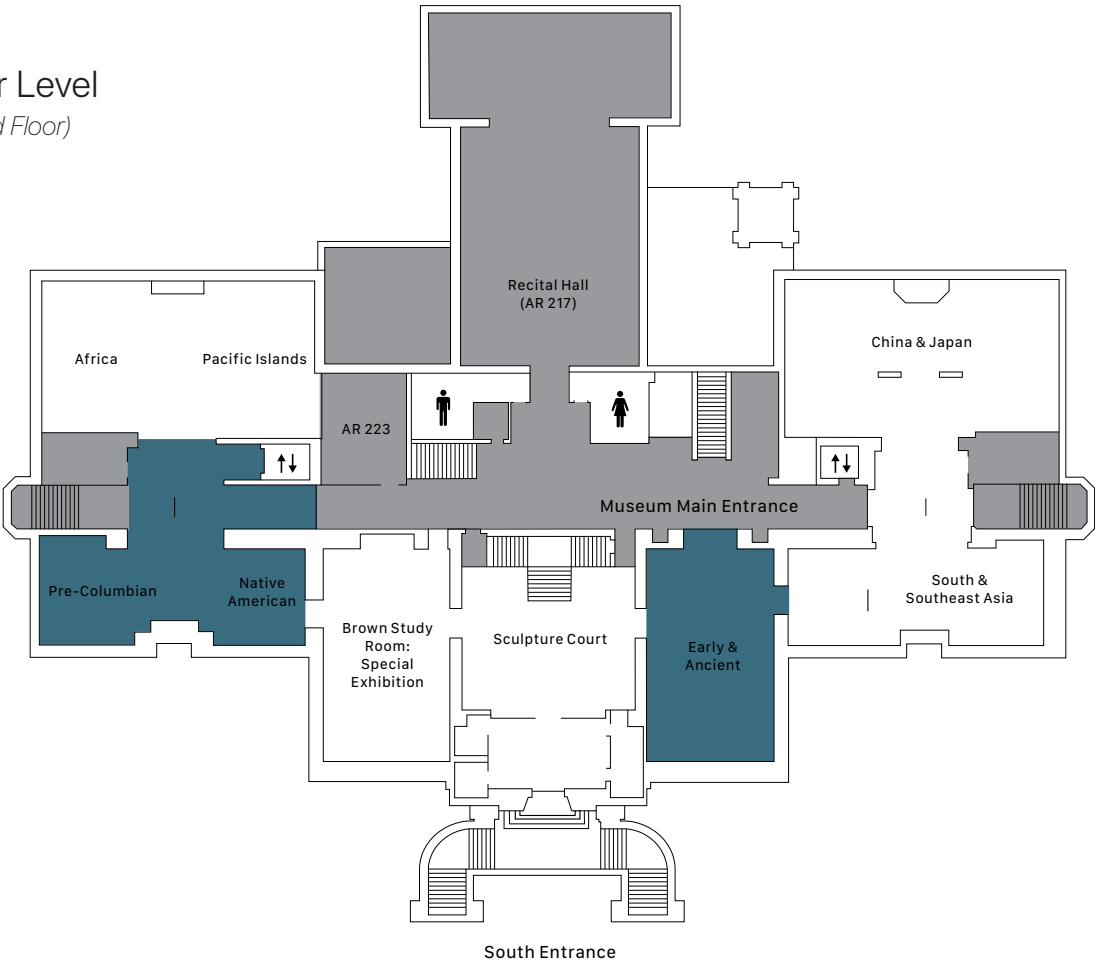 r Level
d Floor)
Recital Hall
(AR 217)
China & Japan
Africa
Pacific Islands
AR 223
Museum Main Entrance
Pre-Columbian
Native
American
South &
Southeast Asia
Brown Study
Room:
Special
Exhibition
Sculpture Court
Early &
Ancient
South Entrance